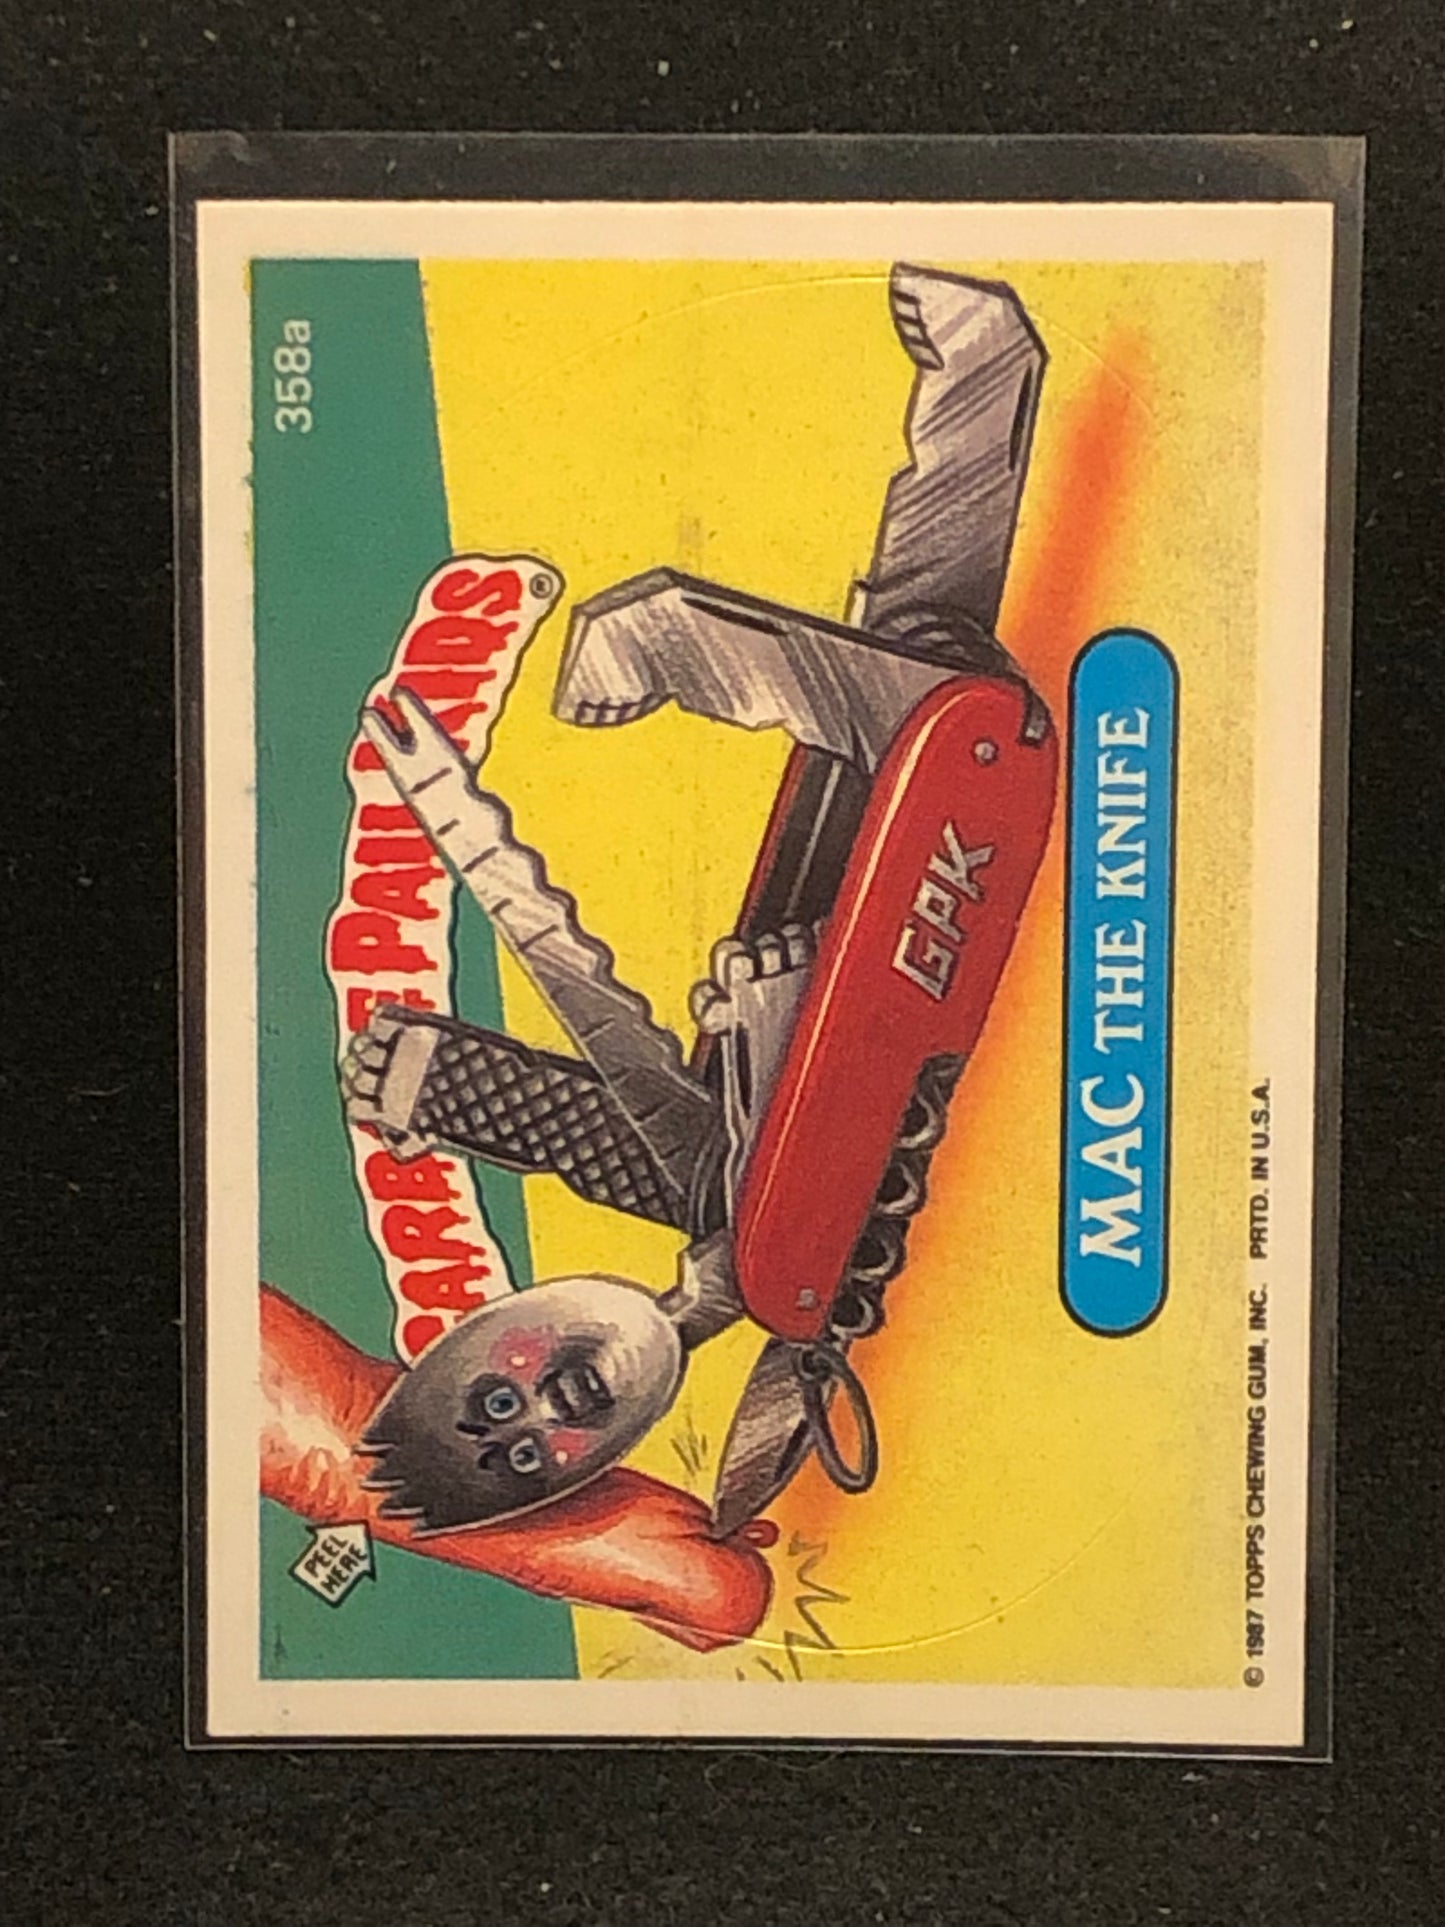 358a
GARBAGE PAIL KIDS ®
PEEL
HERE
GPK
MAC THE KNIFE
© 1987 TOPPS CHEWING GUM, INC. PRTD. IN U.S.A.